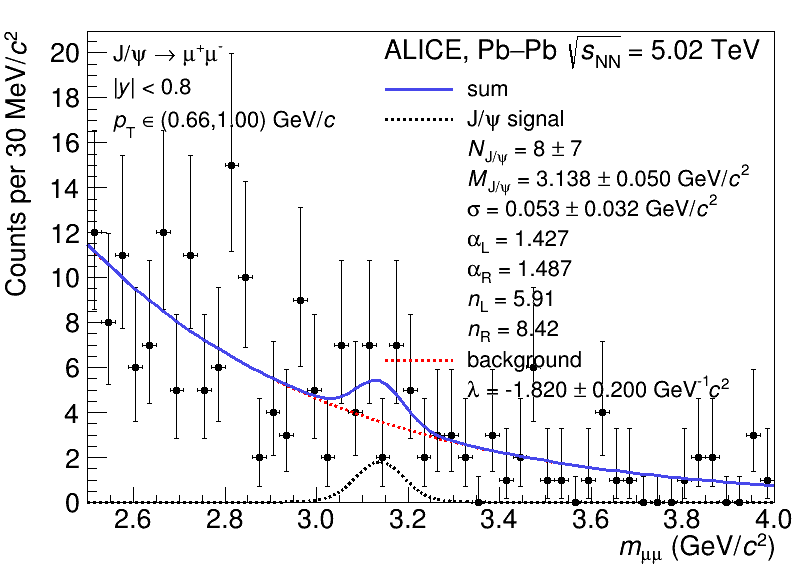 Counts per 30 MeV/c²
20
18
16
14
12
10
8
6
4
2
0
J/ψ → μ⁺μ⁻
|y| < 0.8
p_T ∈ (0.66,1.00) GeV/c
ALICE, Pb–Pb √s_NN = 5.02 TeV
sum
J/ψ signal
N_J/ψ = 8 ± 7
M_J/ψ = 3.138 ± 0.050 GeV/c²
σ = 0.053 ± 0.032 GeV/c²
α_L = 1.427
α_R = 1.487
n_L = 5.91
n_R = 8.42
background
λ = -1.820 ± 0.200 GeV⁻¹c²
2.6 2.8 3.0 3.2 3.4 3.6 3.8 4.0
m_μμ (GeV/c²)